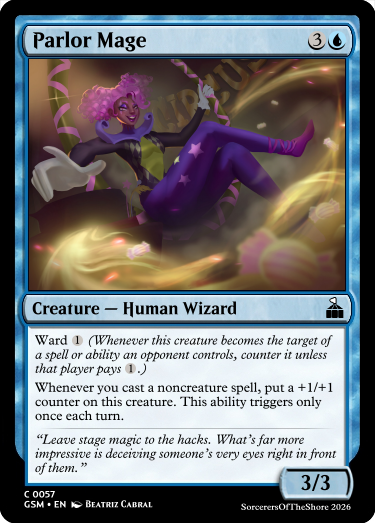 Parlor Mage 3
CIRCUS
Creature — Human Wizard
Ward 1 (Whenever this creature becomes the target
of a spell or ability an opponent controls, counter it unless
that player pays 1.)
Whenever you cast a noncreature spell, put a +1/+1
counter on this creature. This ability triggers only
once each turn.
“Leave stage magic to the hacks. What’s far more
impressive is deceiving someone’s very eyes right in front
of them.”
3/3
C 0057
GSM • EN Beatriz Cabral SorcerersOfTheShore 2026